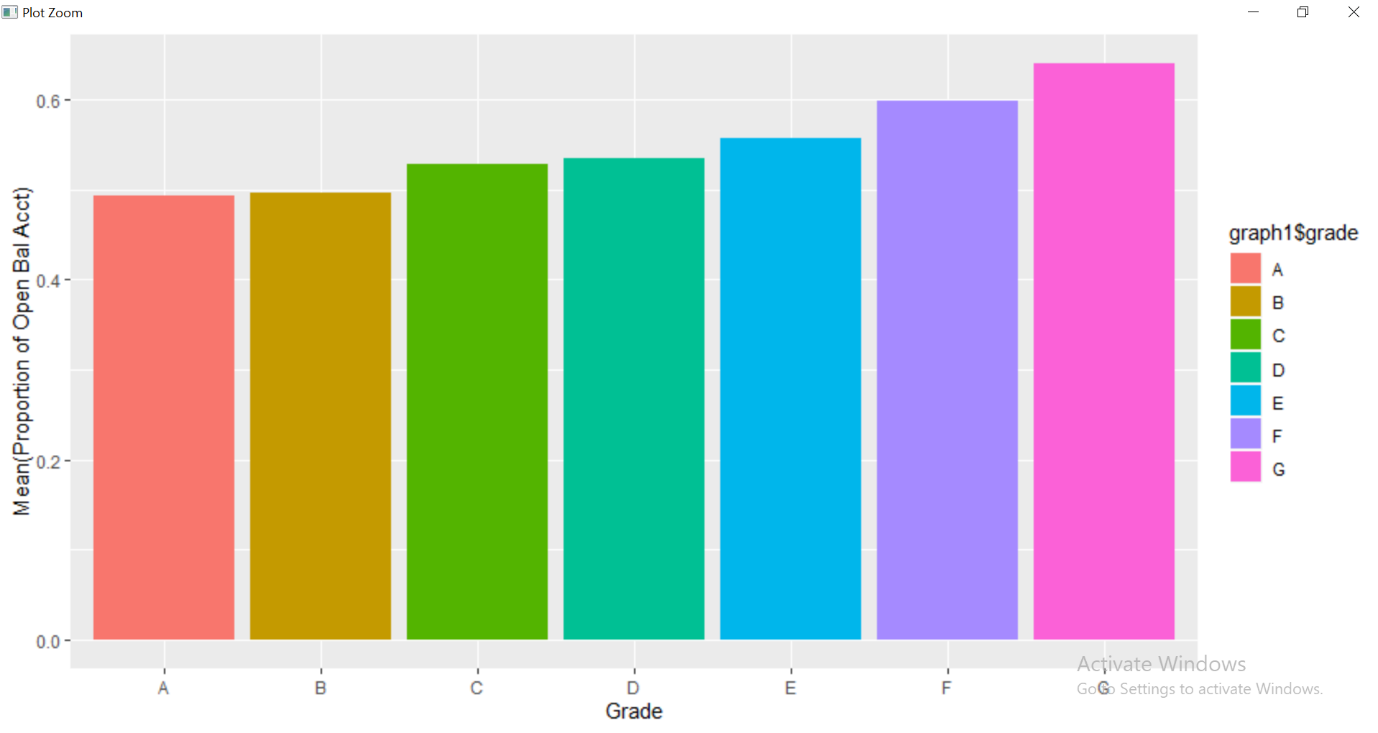 Plot Zoom
Mean(Proportion of Open Bal Acct)
0.6
0.4
0.2
0.0
A B C D E F G
Grade
graph1$grade
A
B
C
D
E
F
G
Activate Windows
Go to Settings to activate Windows.